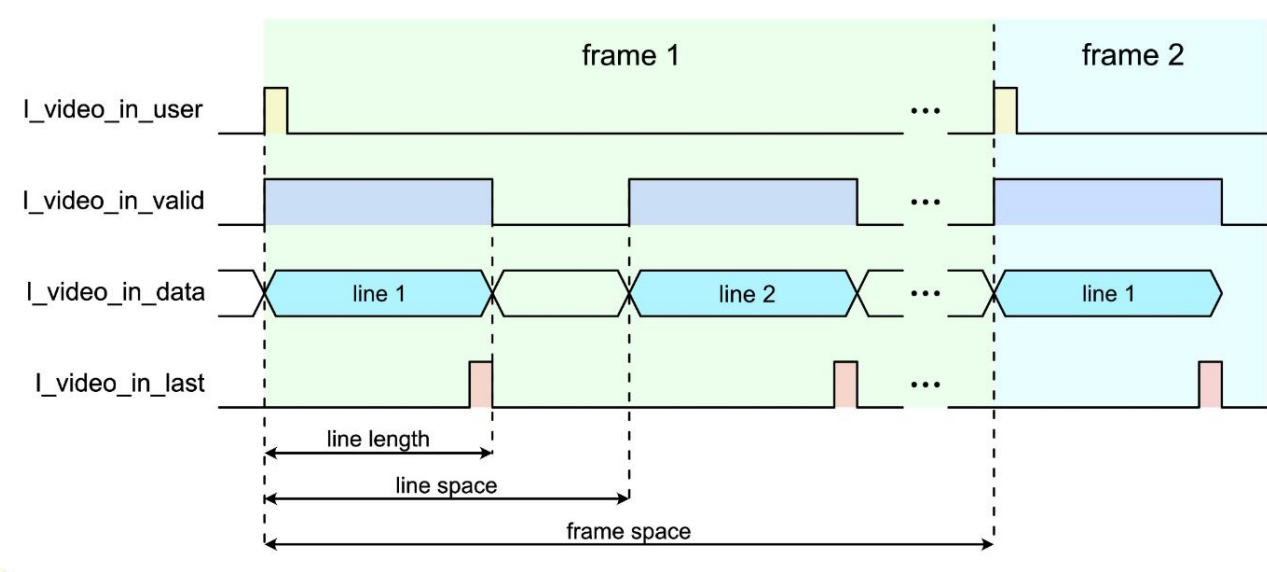 frame 1
frame 2
I_video_in_user
...
I_video_in_valid
...
I_video_in_data
line 1
line 2
...
line 1
I_video_in_last
...
line length
line space
frame space